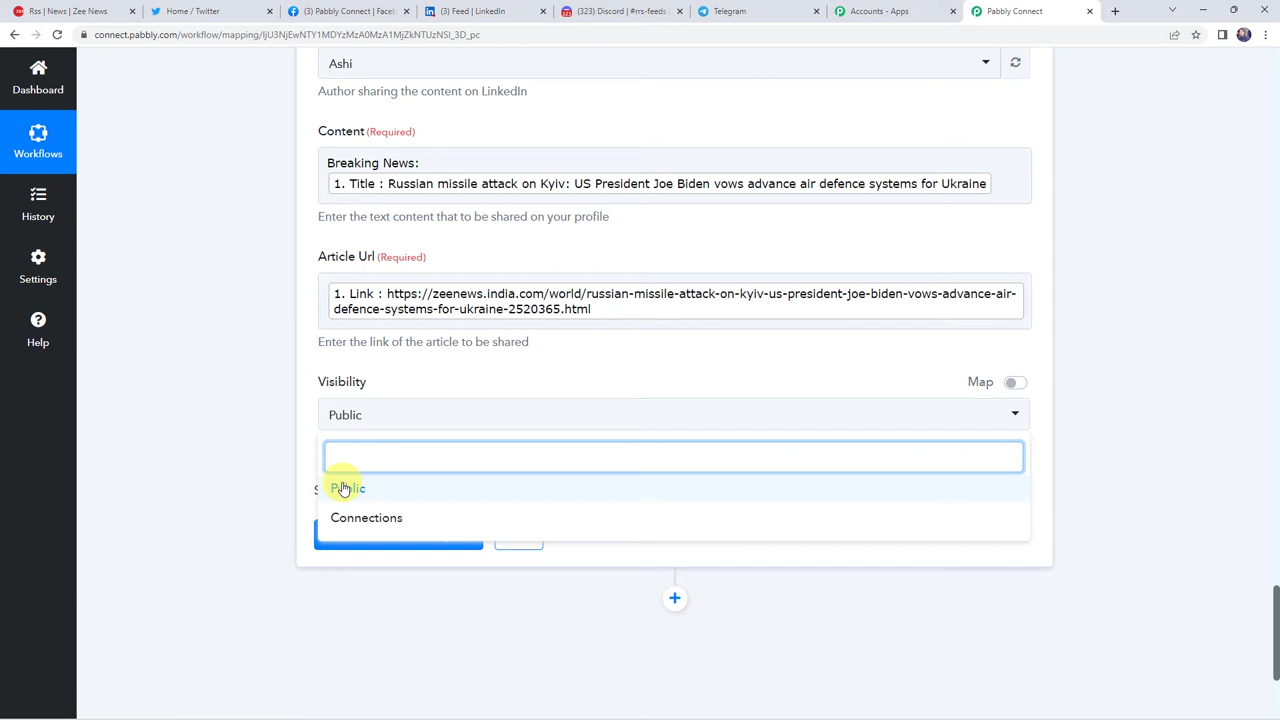 Rss | News | Zee News
Home / Twitter
(3) Pabbly Connect | Faceb
(3) Feed | LinkedIn
(323) Discord | #rrs-feeds
Telegram
Accounts - Apps
Pabbly Connect
connect.pabbly.com/workflow/mapping/IjU3NjEwNTY1MDYzMzA0MzA1MjZkNTUzNSI_3D_pc
Dashboard
Workflows
History
Settings
Help
Ashi
Author sharing the content on LinkedIn
Content (Required)
Breaking News:
1. Title : Russian missile attack on Kyiv: US President Joe Biden vows advance air defence systems for Ukraine
Enter the text content that to be shared on your profile
Article Url (Required)
1. Link : https://zeenews.india.com/world/russian-missile-attack-on-kyiv-us-president-joe-biden-vows-advance-air-
defence-systems-for-ukraine-2520365.html
Enter the link of the article to be shared
Visibility
Map
Public
Public
Connections